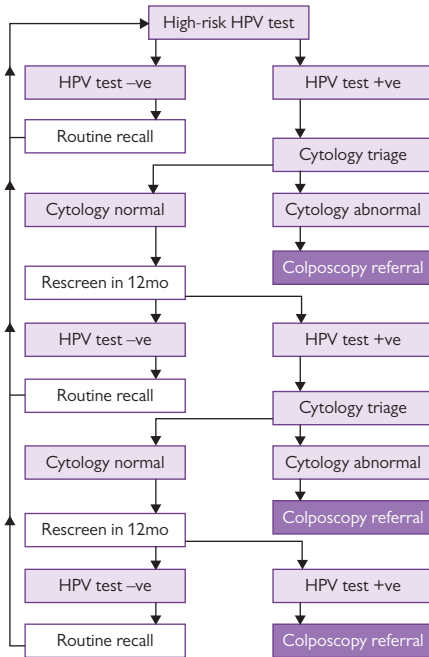 High-risk HPV test
HPV test –ve
HPV test +ve
Routine recall
Cytology triage
Cytology normal
Cytology abnormal
Colposcopy referral
Rescreen in 12mo
HPV test –ve
HPV test +ve
Routine recall
Cytology triage
Cytology normal
Cytology abnormal
Colposcopy referral
Rescreen in 12mo
HPV test –ve
HPV test +ve
Routine recall
Colposcopy referral